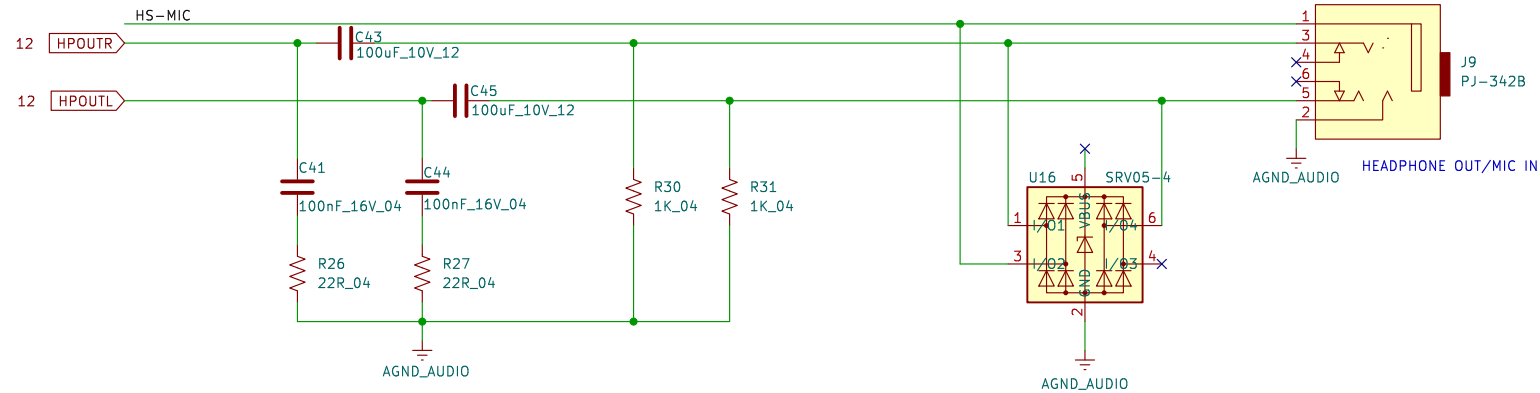 HS-MIC
12 HPOUTR
C43
100uF_10V_12
12 HPOUTL
C45
100uF_10V_12
1
3
4
6
5
2
J9
PJ-342B
HEADPHONE OUT/MIC IN
AGND_AUDIO
C41
100nF_16V_04
C44
100nF_16V_04
R30
1K_04
R31
1K_04
R26
22R_04
R27
22R_04
AGND_AUDIO
U16
SRV05-4
5
VBUS
1
I/O1
I/O4
6
3
I/O2
I/O3
4
GND
2
AGND_AUDIO